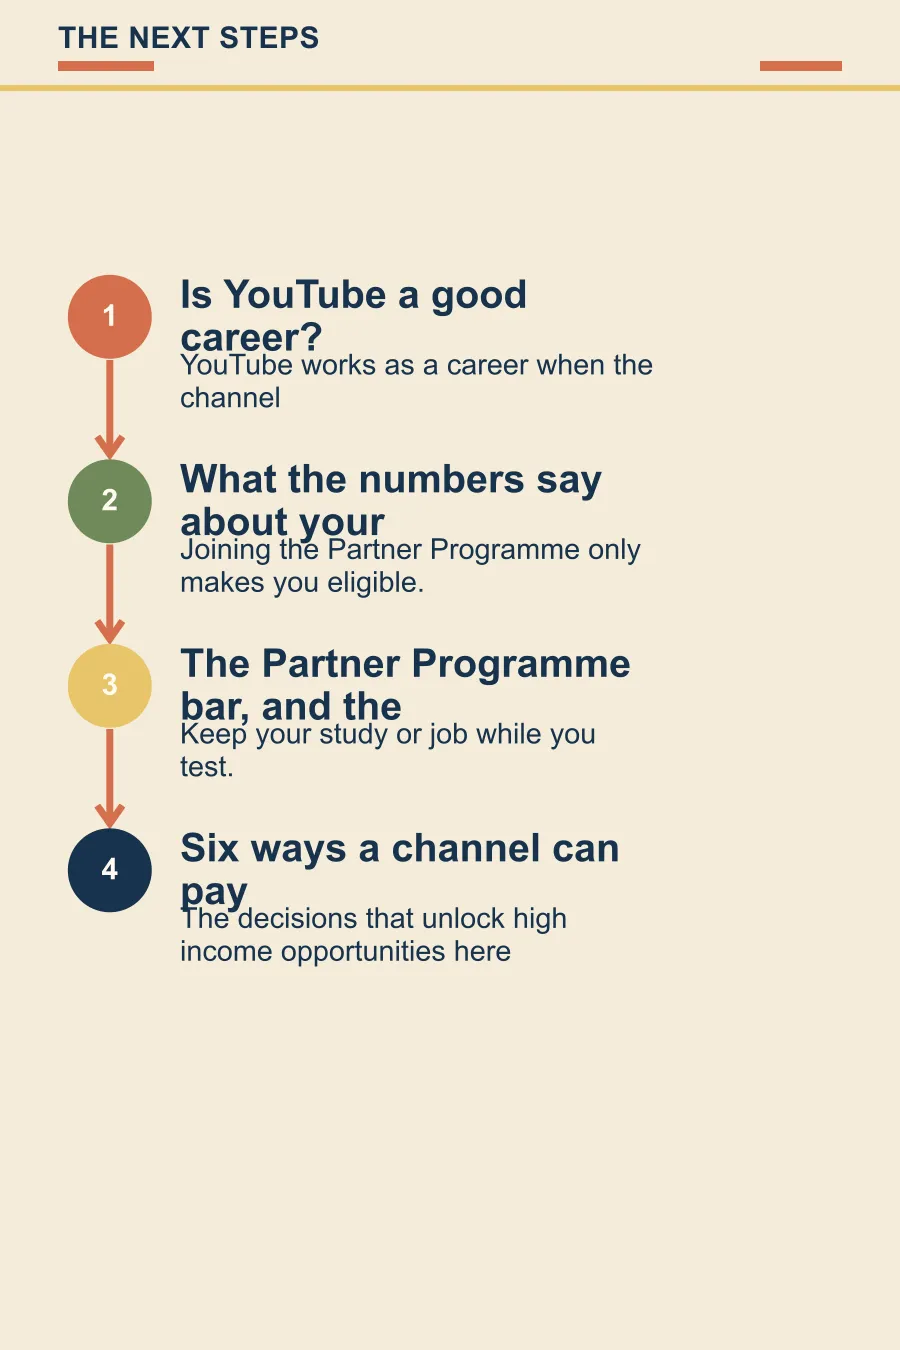 THE NEXT STEPS
1
Is YouTube a good
career?
YouTube works as a career when the
channel
2
What the numbers say
about your
Joining the Partner Programme only
makes you eligible.
3
The Partner Programme
bar, and the
Keep your study or job while you
test.
4
Six ways a channel can
pay
The decisions that unlock high
income opportunities here